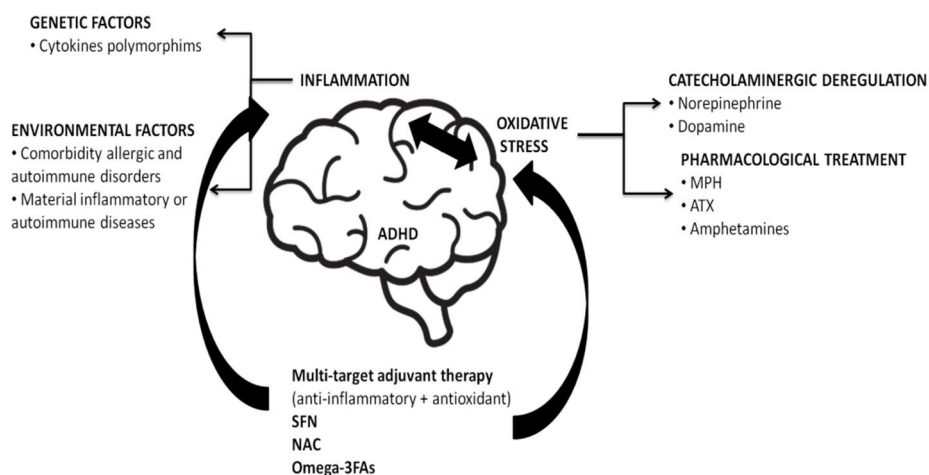 GENETIC FACTORS
• Cytokines polymorphims
INFLAMMATION
ENVIRONMENTAL FACTORS
• Comorbidity allergic and
autoimmune disorders
• Material inflammatory or
autoimmune diseases
OXIDATIVE
STRESS
CATECHOLAMINERGIC DEREGULATION
• Norepinephrine
• Dopamine
PHARMACOLOGICAL TREATMENT
• MPH
• ATX
• Amphetamines
ADHD
Multi-target adjuvant therapy
(anti-inflammatory + antioxidant)
SFN
NAC
Omega-3FAs